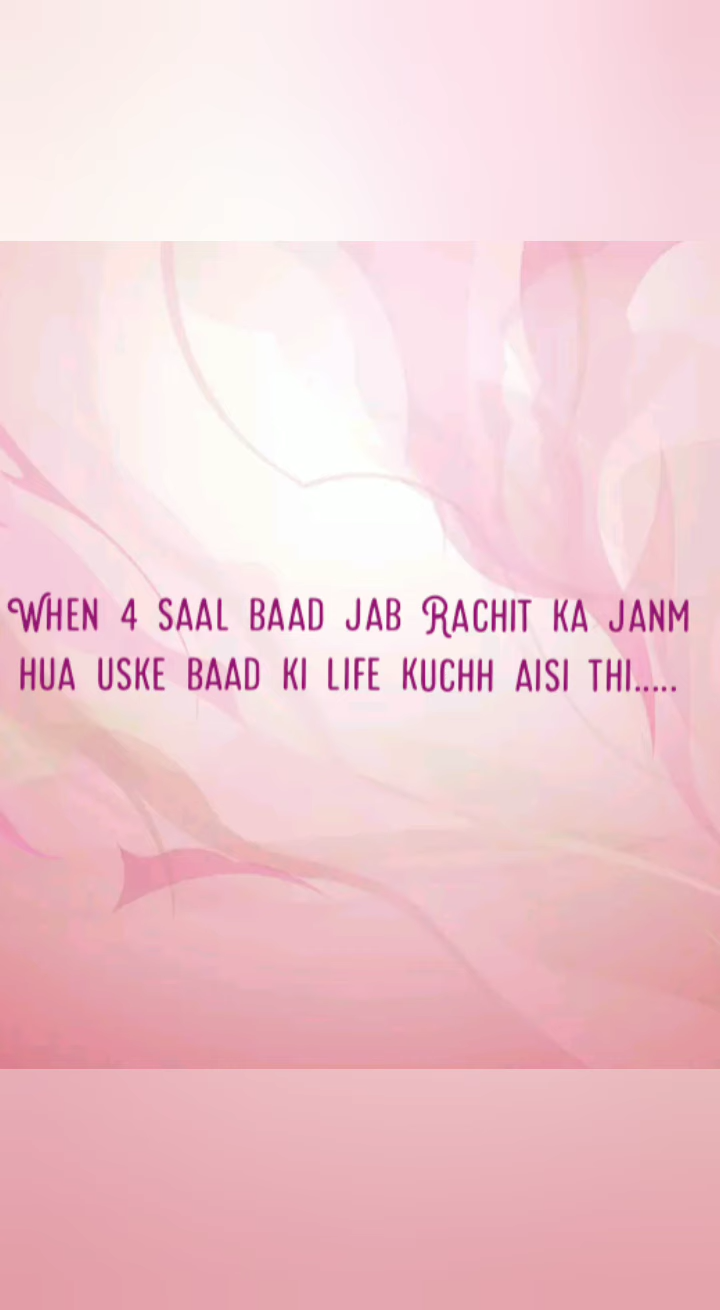 When 4 saal baad jab Rachit ka janm
hua uske baad ki life kuchh aisi thi.....